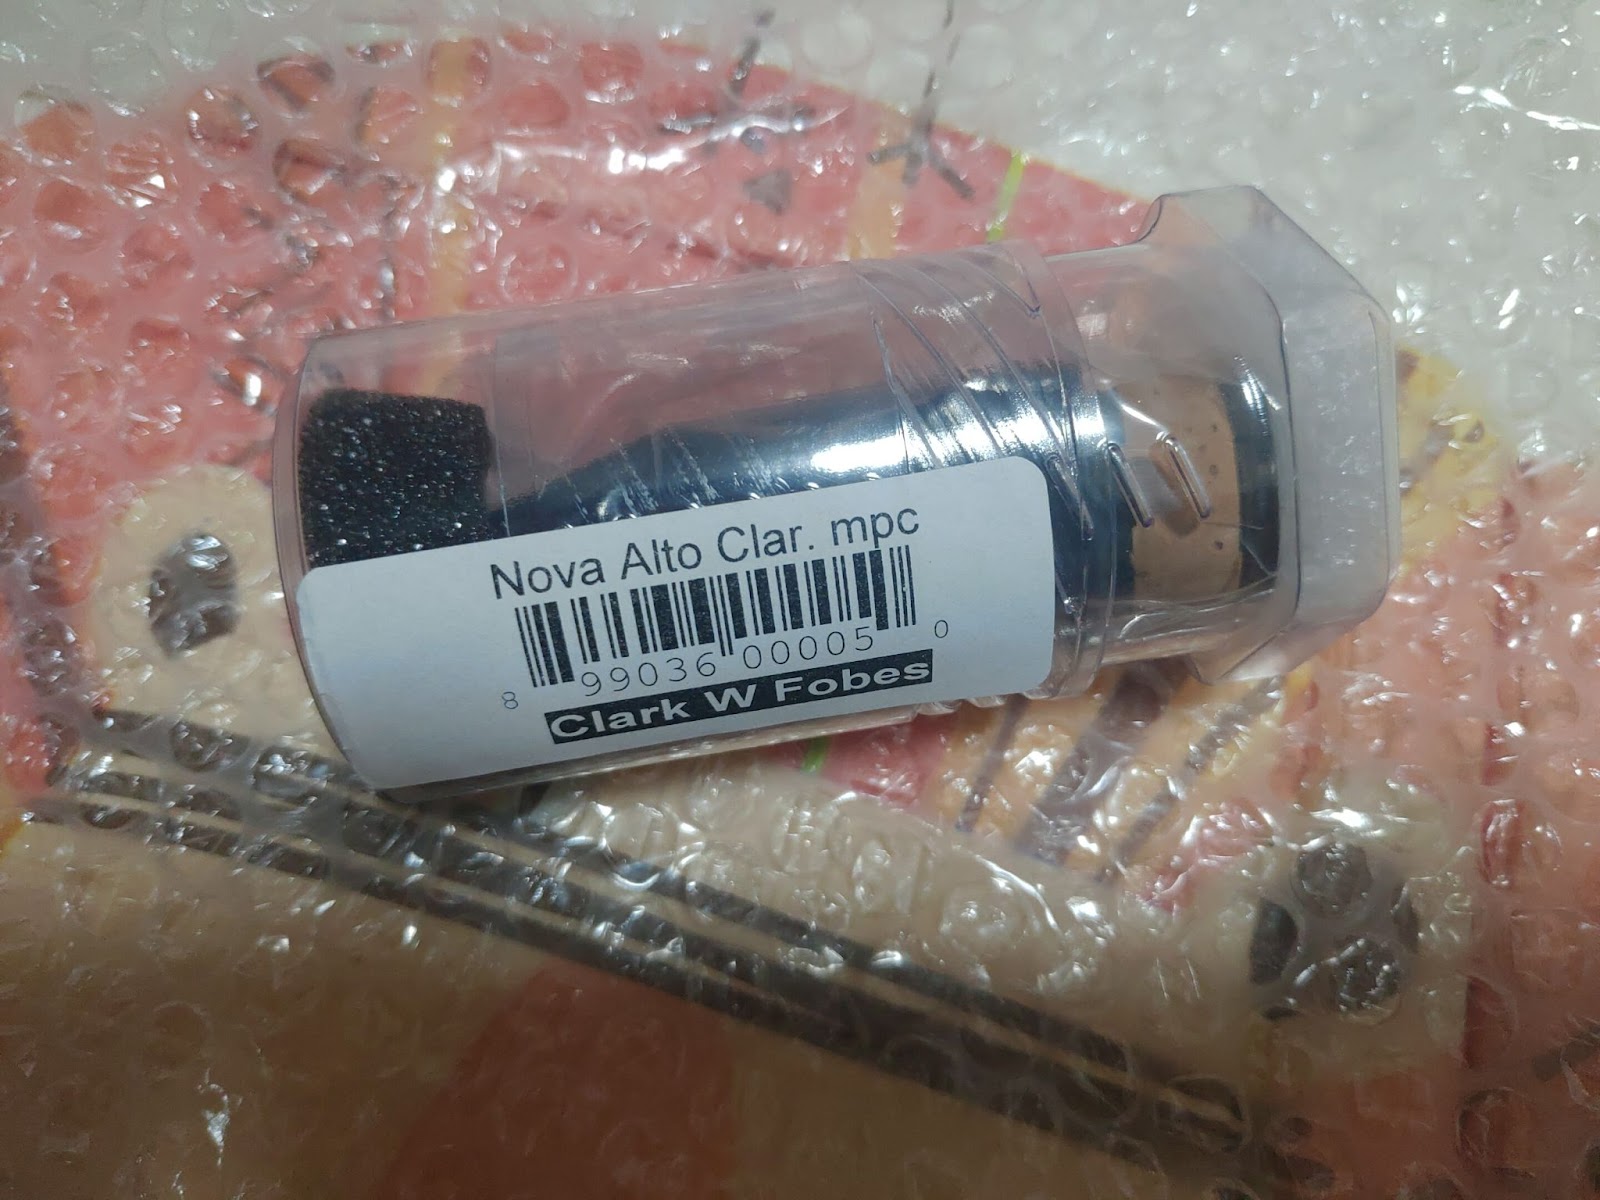 Nova Alto Clar. mpc
8 99036 00005 0
Clark W Fobes